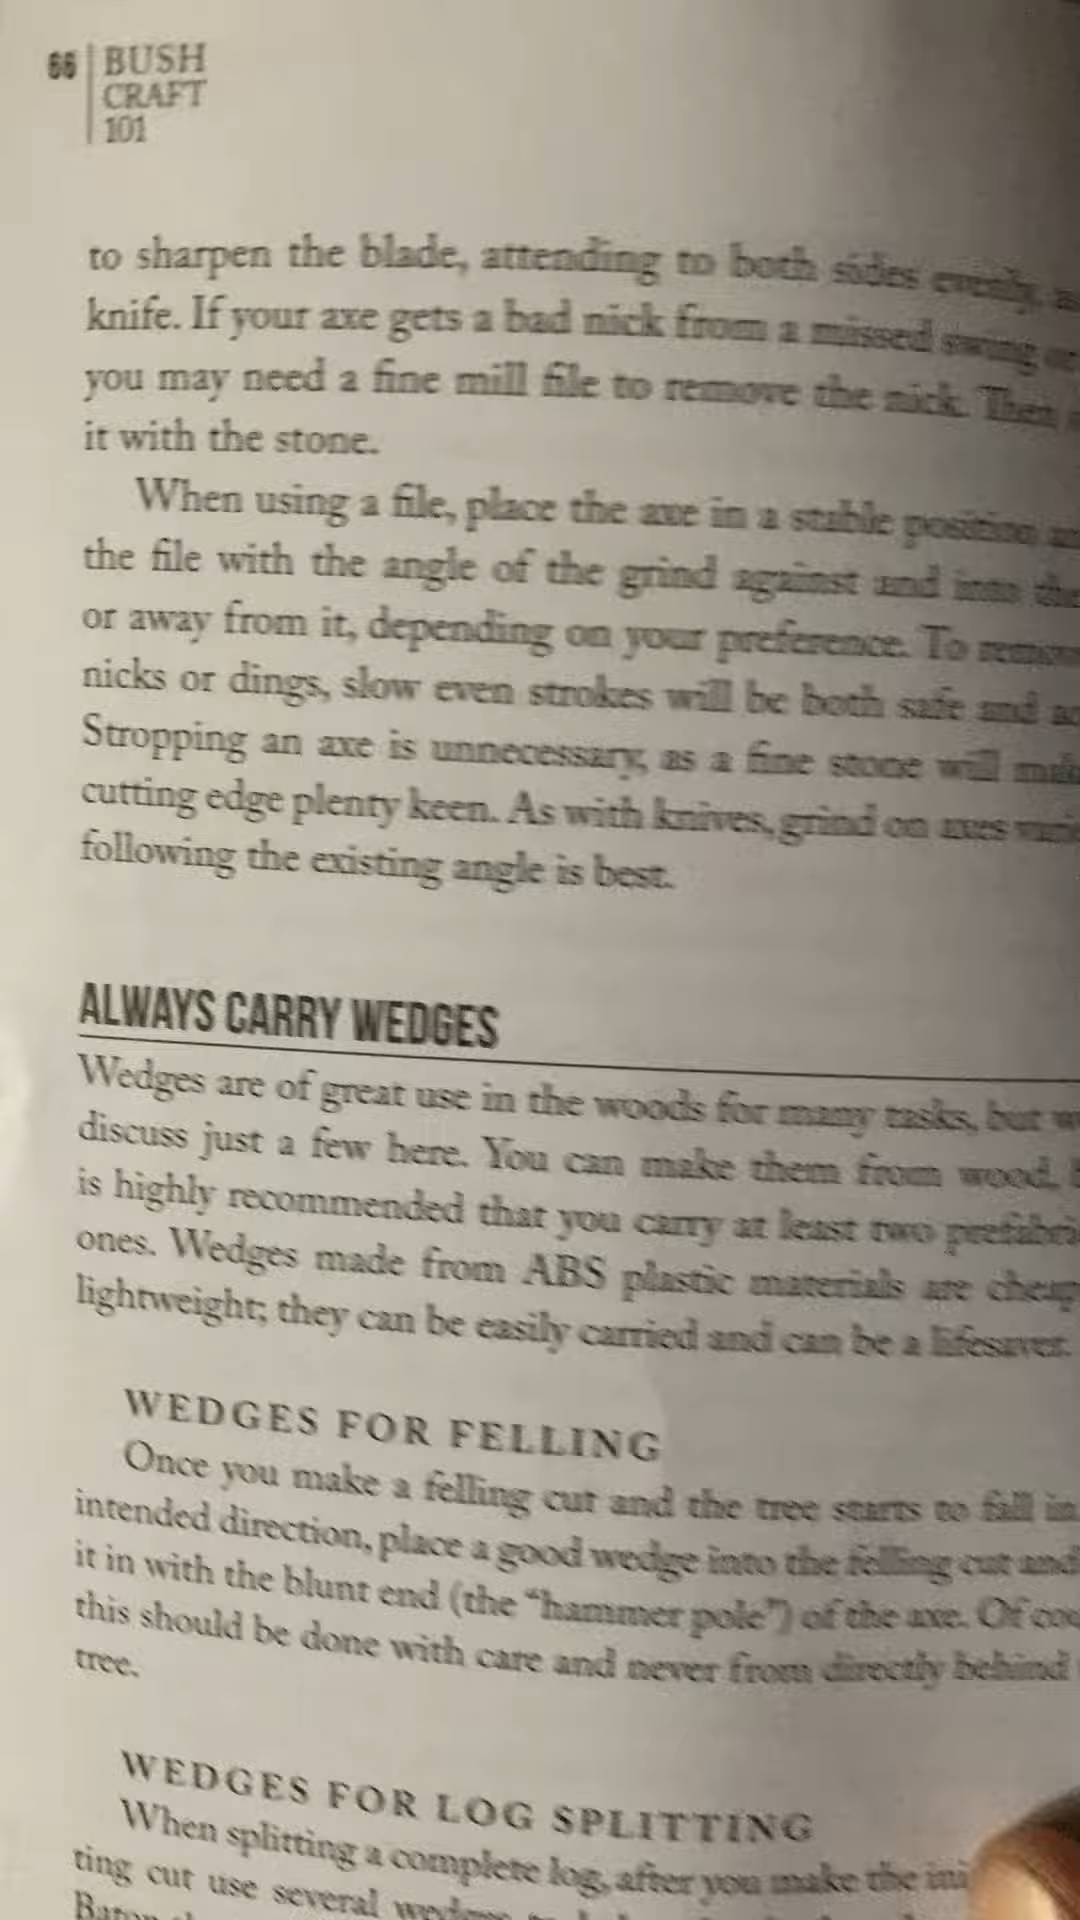 66
BUSH
CRAFT
101
to sharpen the blade, attending to both sides evenly, as
knife. If your axe gets a bad nick from a missed swing or
you may need a fine mill file to remove the nick. Then
it with the stone.
When using a file, place the axe in a stable position
the file with the angle of the grind against and into the
or away from it, depending on your preference. To
nicks or dings, slow even strokes will be both safe and
Stropping an axe is unnecessary, as a fine stone will
cutting edge plenty keen. As with knives, grind on axes
following the existing angle is best.
ALWAYS CARRY WEDGES
Wedges are of great use in the woods for many tasks, but
discuss just a few here. You can make them from wood.
is highly recommended that you carry at least two
ones. Wedges made from ABS plastic materials are
lightweight; they can be easily carried and can be a lifesaver.
WEDGES FOR FELLING
Once you make a felling cut and the tree starts to fall in
intended direction, place a good wedge into the felling cut and
it in with the blunt end (the “hammer pole”) of the axe. Of
this should be done with care and never from directly behind
tree.
WEDGES FOR LOG SPLITTING
When splitting a complete log, after you make the
ting cut use several